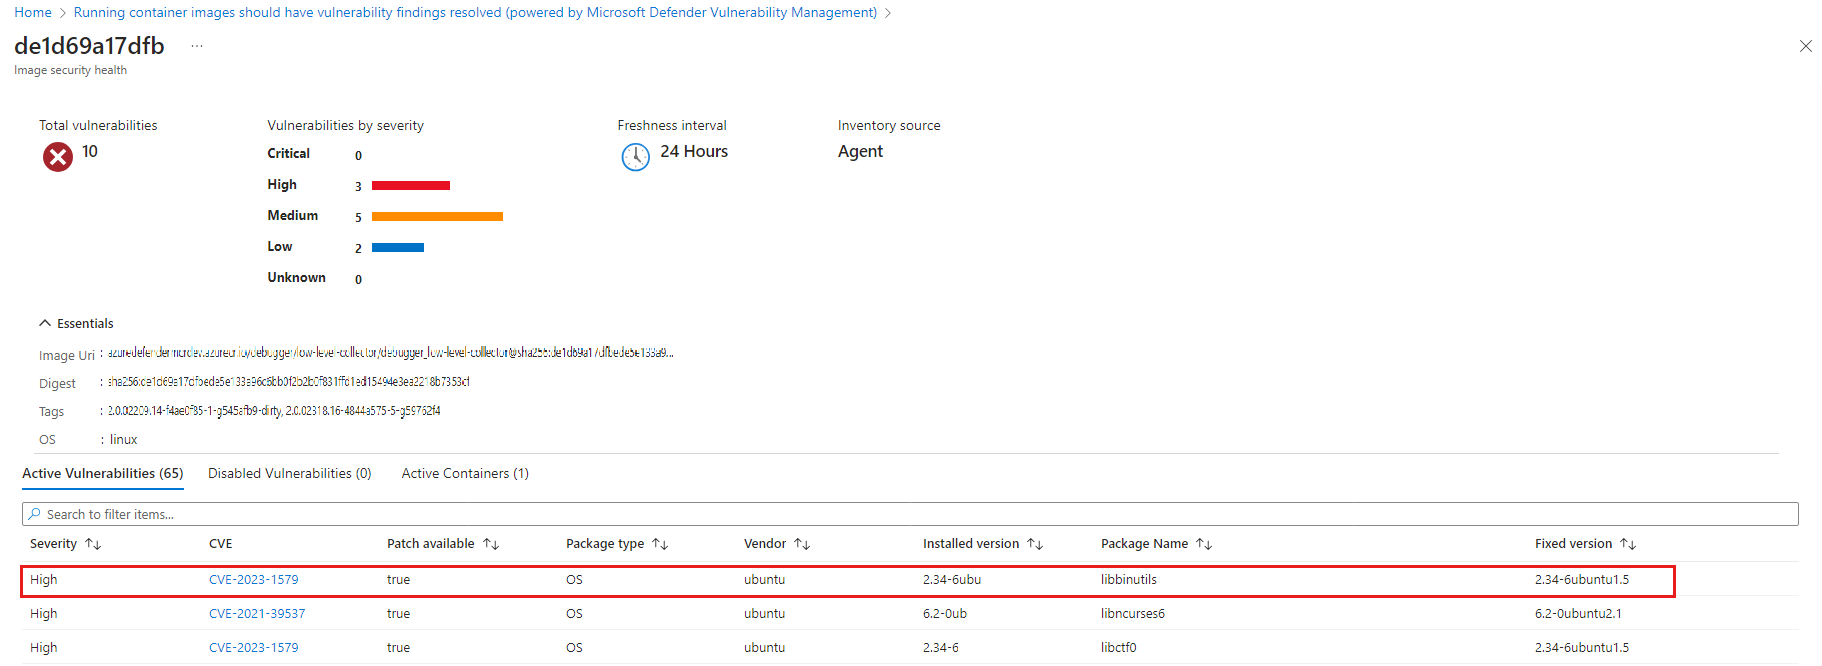 Home > Running container images should have vulnerability findings resolved (powered by Microsoft Defender Vulnerability Management) >
de1d69a17dfb ...
Image security health
Total vulnerabilities
10
Vulnerabilities by severity
Critical 0
High 3
Medium 5
Low 2
Unknown 0
Freshness interval
24 Hours
Inventory source
Agent
Essentials
Image Uri : azuredefendermcrdev.azurecr.io/debugger/low-level-collector/debugger_low-level-collector@sha256:de1d69a17dfbede5e133a9...
Digest :
Tags : 2.0.02209.14-f4ae0f85-1-g545afb9-dirty, 2.0.02318.16-4844a575-5-g59762f4
OS : linux
Active Vulnerabilities (65) Disabled Vulnerabilities (0) Active Containers (1)
Search to filter items...
Severity ↑↓ CVE Patch available ↑↓ Package type ↑↓ Vendor ↑↓ Installed version ↑↓ Package Name ↑↓ Fixed version ↑↓
High CVE-2023-1579 true OS ubuntu 2.34-6ubu libbinutils 2.34-6ubuntu1.5
High CVE-2021-39537 true OS ubuntu 6.2-0ub libncurses6 6.2-0ubuntu2.1
High CVE-2023-1579 true OS ubuntu 2.34-6 libctf0 2.34-6ubuntu1.5